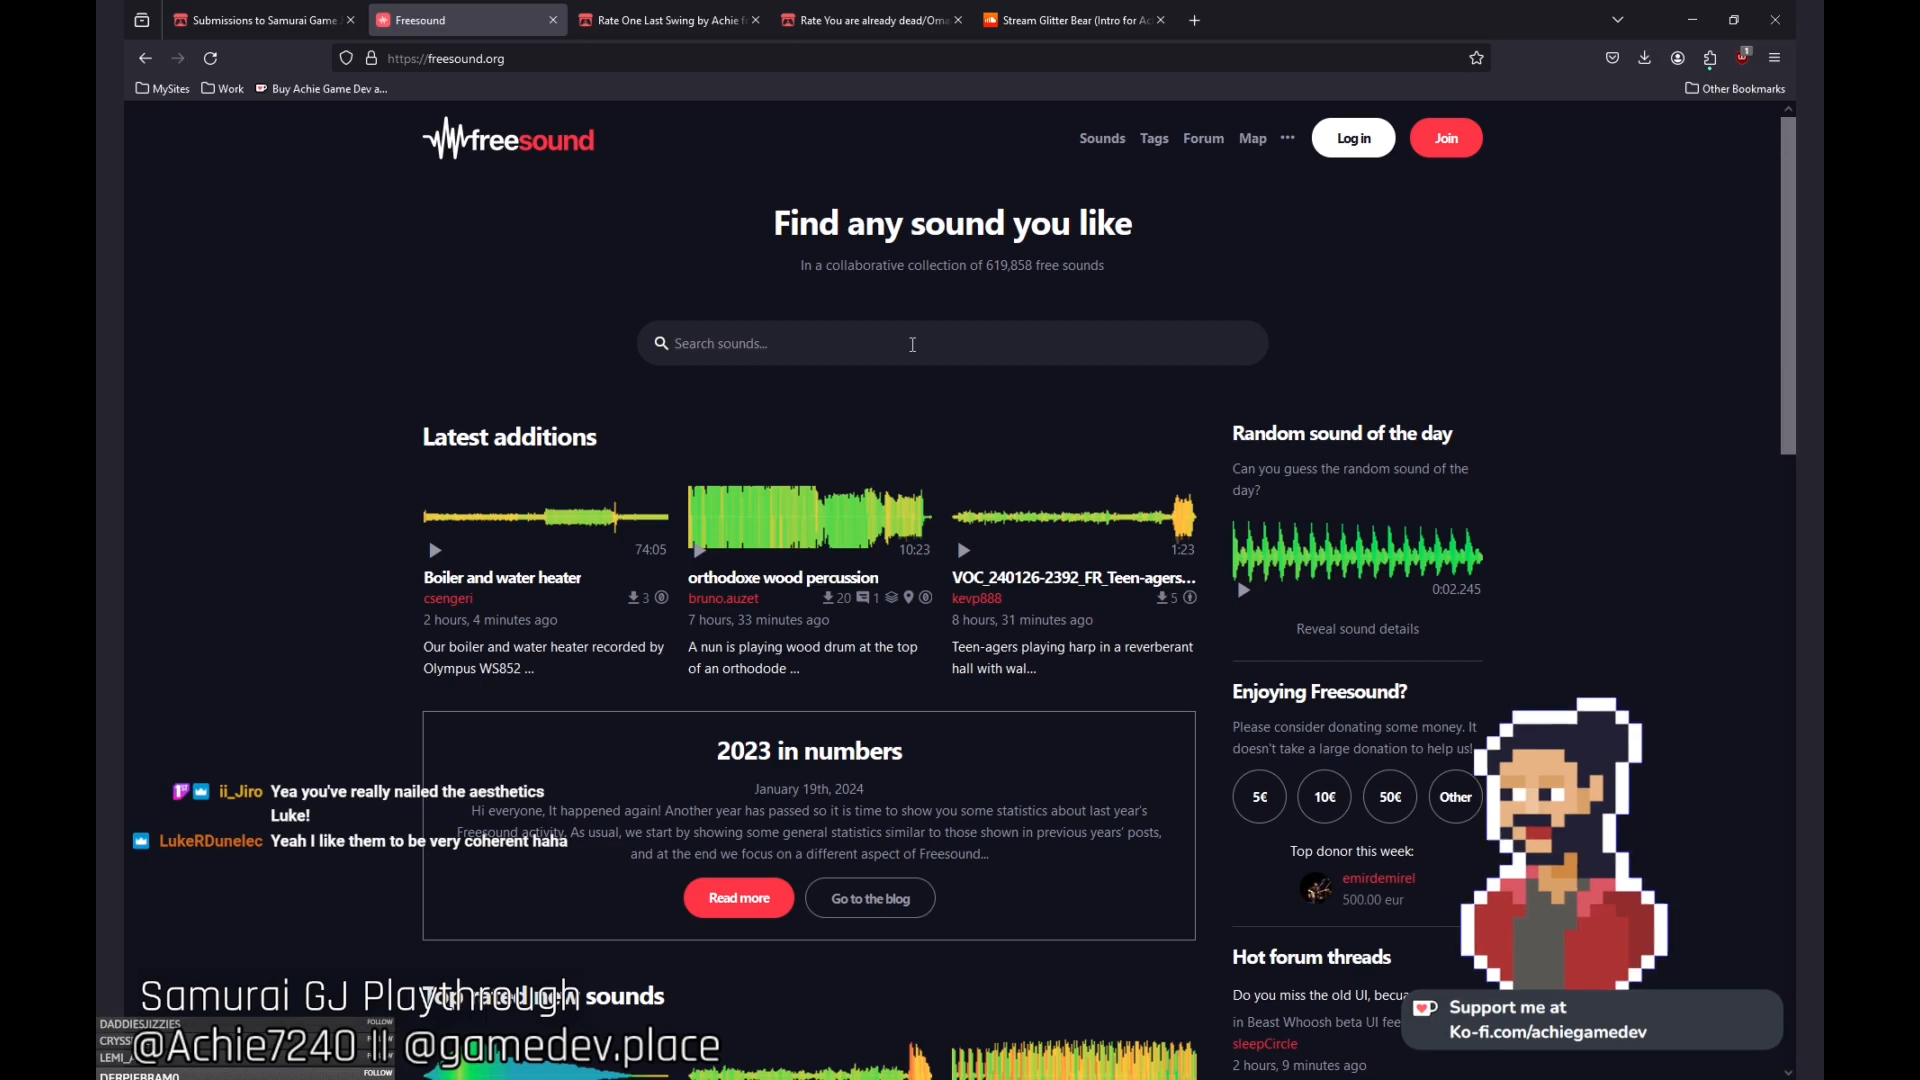 Submissions to Samurai Game
Freesound
Rate One Last Swing by Achie f
Rate You are already dead/Oma
Stream Glitter Bear (Intro for Ac
https://freesound.org
1
MySites
Work
Buy Achie Game Dev a...
Other Bookmarks
freesound
Sounds
Tags
Forum
Map
Log in
Join
Find any sound you like
In a collaborative collection of 619,858 free sounds
Search sounds...
Latest additions
74:05
Boiler and water heater
csengeri
3
2 hours, 4 minutes ago
Our boiler and water heater recorded by
Olympus WS852 ...
10:23
orthodoxe wood percussion
bruno.auzet
20
1
7 hours, 33 minutes ago
A nun is playing wood drum at the top
of an orthodode ...
1:23
VOC_240126-2392_FR_Teen-agers...
kevp888
5
8 hours, 31 minutes ago
Teen-agers playing harp in a reverberant
hall with wal...
Random sound of the day
Can you guess the random sound of the
day?
0:02.245
Reveal sound details
Enjoying Freesound?
Please consider donating some money. It
doesn't take a large donation to help us!
5€
10€
50€
Other
Top donor this week:
emirdemirel
500.00 eur
2023 in numbers
January 19th, 2024
Hi everyone, It happened again! Another year has passed so it is time to show you some statistics about last year's
Freesound activity. As usual, we start by showing some general statistics similar to those shown in previous years' posts,
and at the end we focus on a different aspect of Freesound...
Read more
Go to the blog
ii_Jiro Yea you've really nailed the aesthetics
Luke!
LukeRDunelec Yeah I like them to be very coherent haha
Hot forum threads
Do you miss the old UI, becua
in Beast Whoosh beta UI fee
sleepCircle
2 hours, 9 minutes ago
Top rated new sounds
Samurai GJ Playthrough
@Achie7240 || @gamedev.place
DADDIESJIZZIES
FOLLOW
CRYSS
LEMI_A
DERPIEBRAM0
FOLLOW
Support me at
Ko-fi.com/achiegamedev